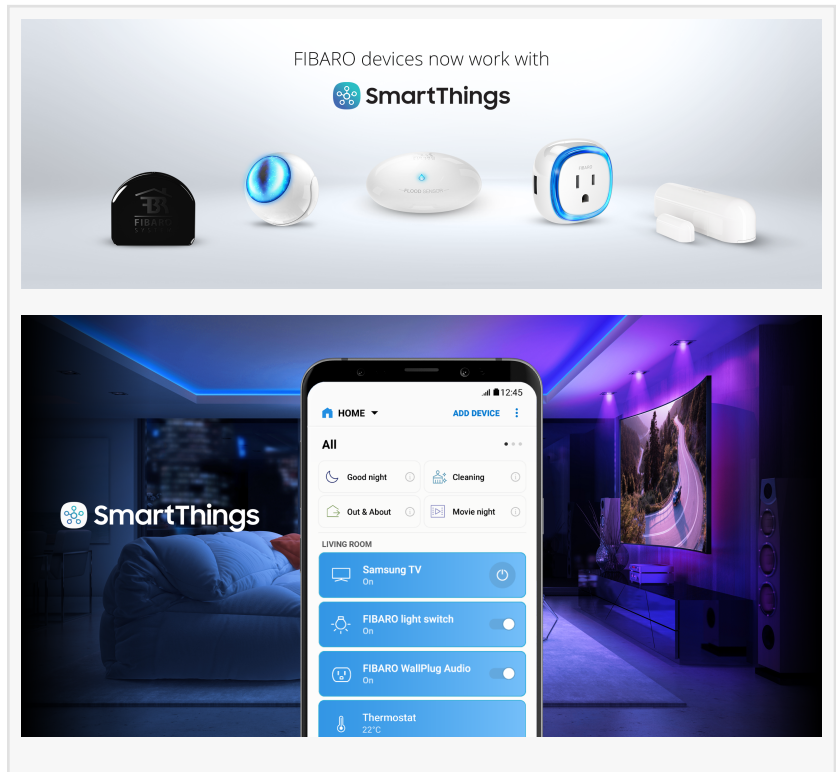 FIBARO devices now work with
SmartThings
FIBARO
FLOOD SENSOR
FIBARO
SmartThings
12:45
HOME
ADD DEVICE
All
Good night
Cleaning
Out & About
Movie night
LIVING ROOM
Samsung TV
On
FIBARO light switch
On
FIBARO WallPlug Audio
On
Thermostat
22°C